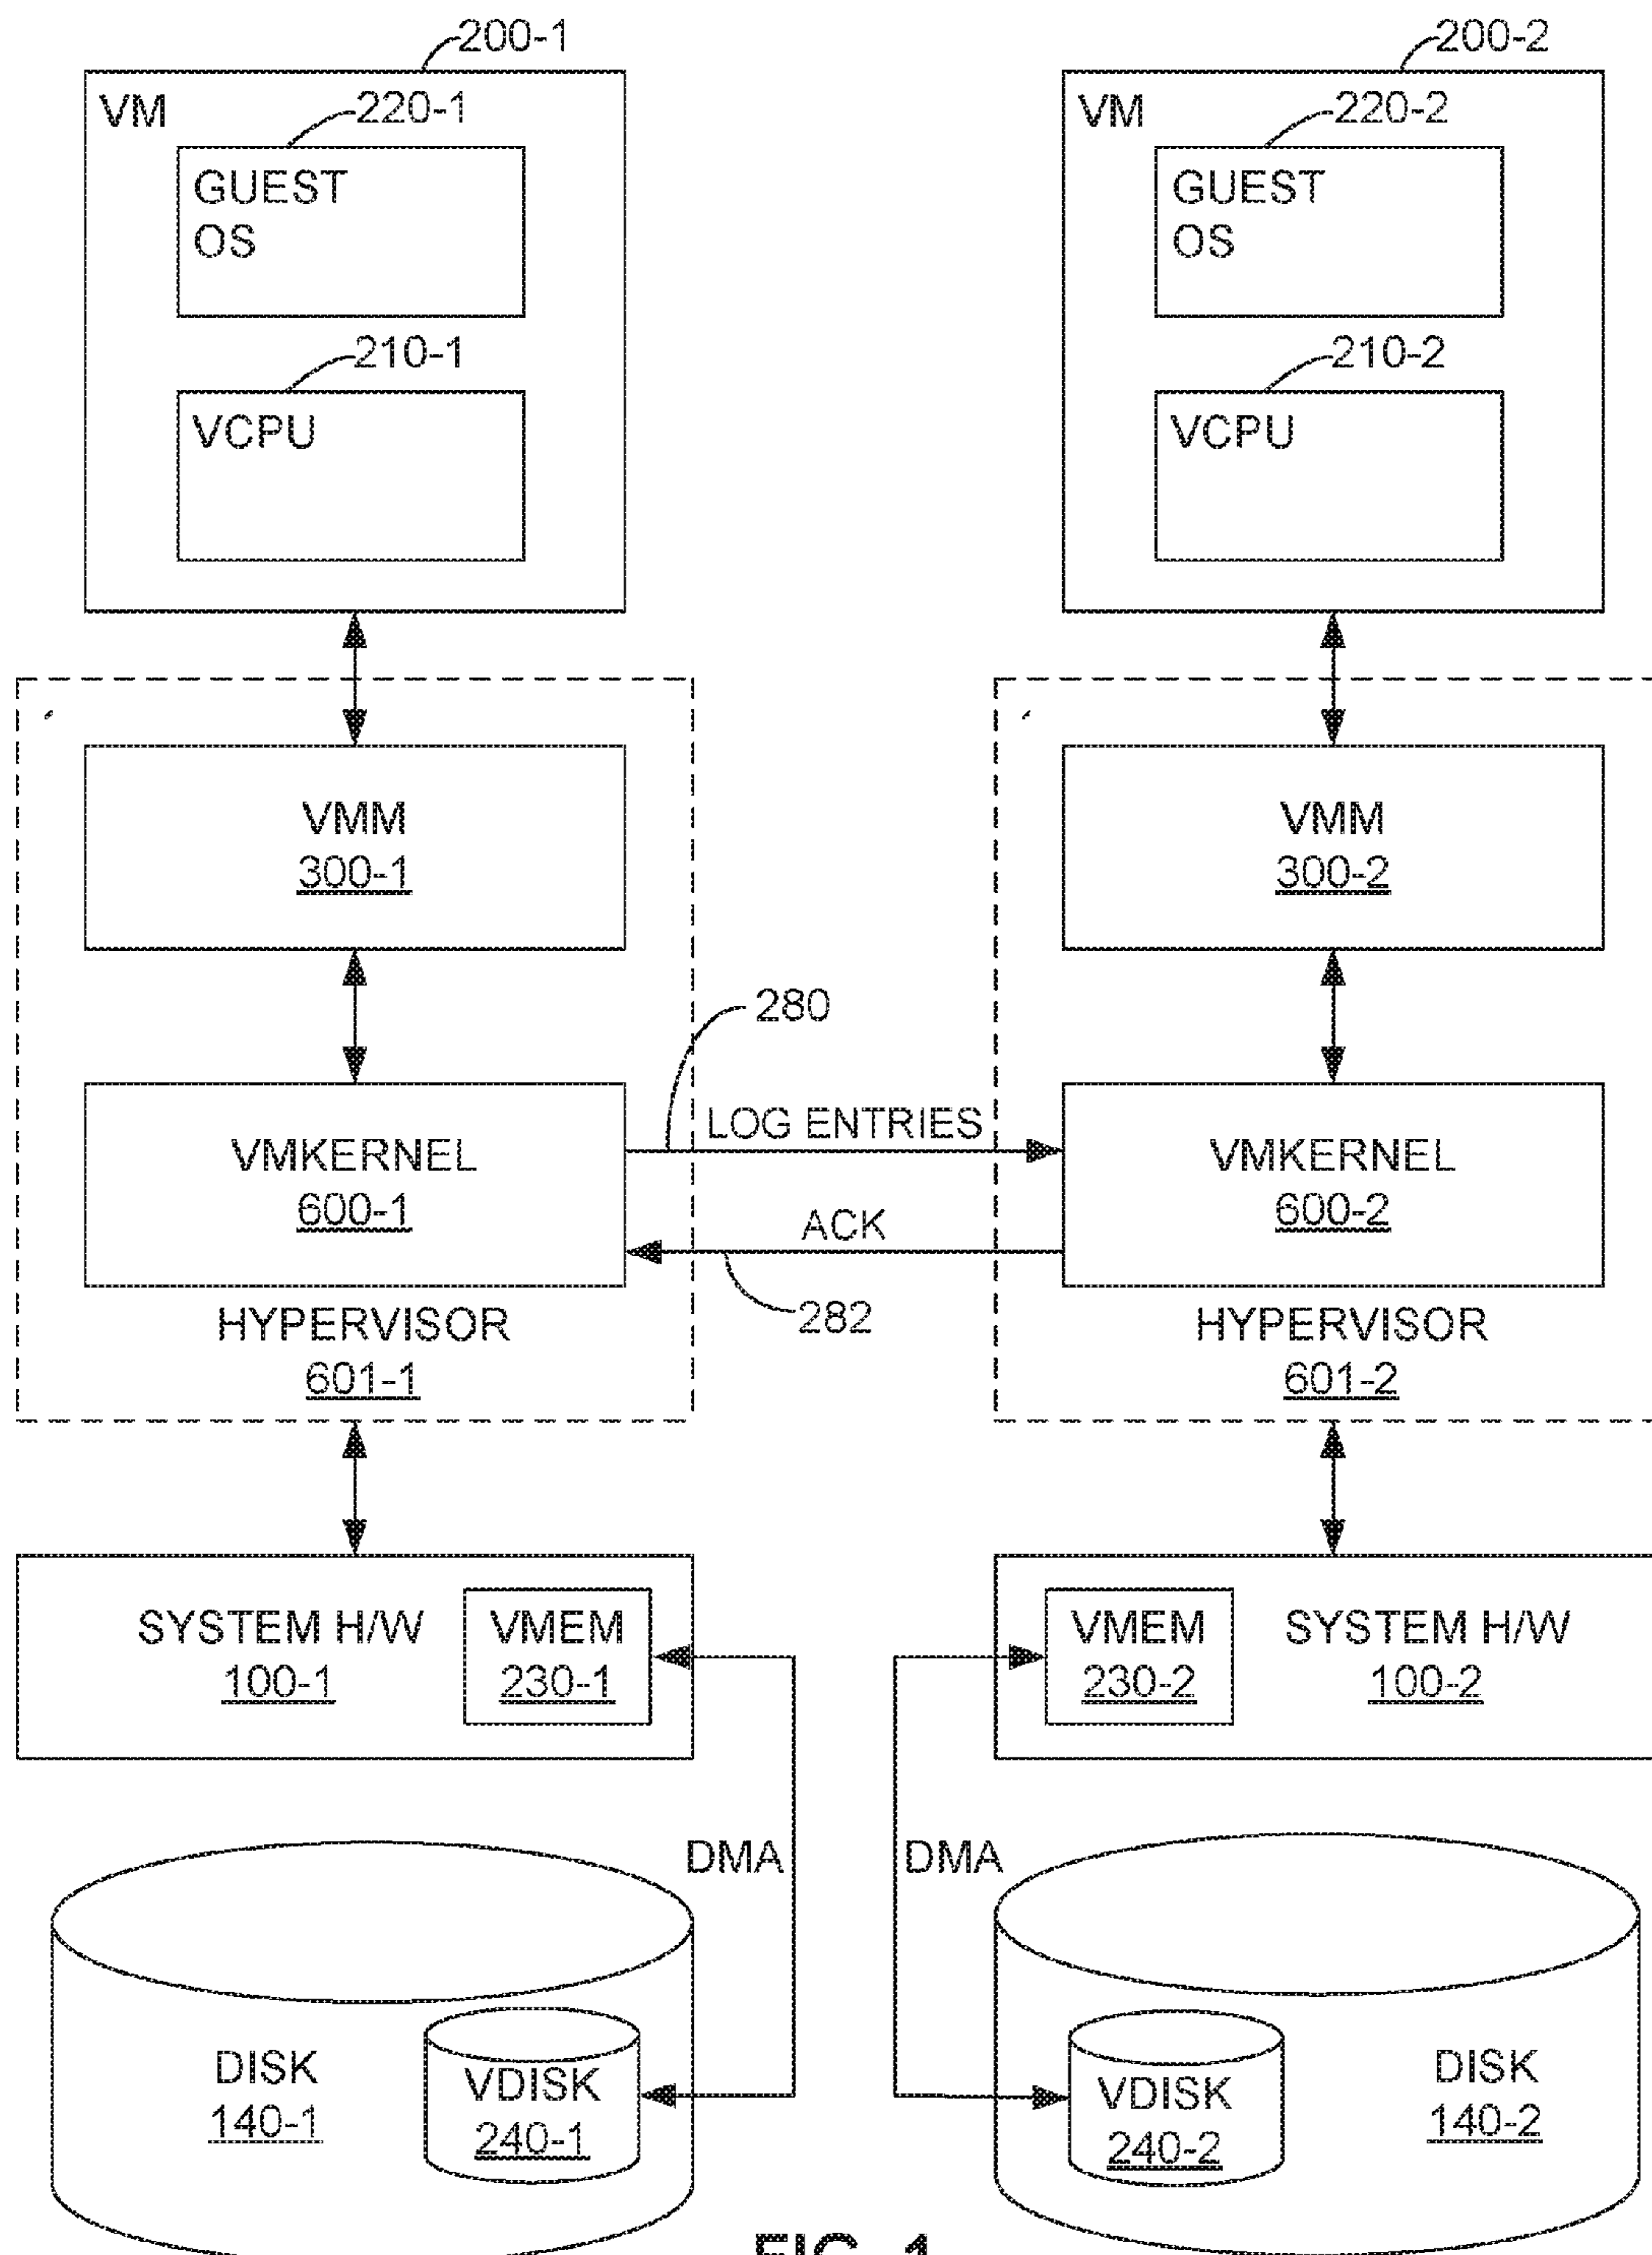 200-1
200-2
VM
220-1
VM
220-2
GUEST
OS
GUEST
OS
210-1
210-2
VCPU
VCPU
VMM
300-1
VMM
300-2
280
LOG ENTRIES
VMKERNEL
600-1
VMKERNEL
600-2
ACK
282
HYPERVISOR
601-1
HYPERVISOR
601-2
SYSTEM H/W
100-1
VMEM
230-1
VMEM
230-2
SYSTEM H/W
100-2
DMA
DMA
DISK
140-1
VDISK
240-1
VDISK
240-2
DISK
140-2
FIG. 1